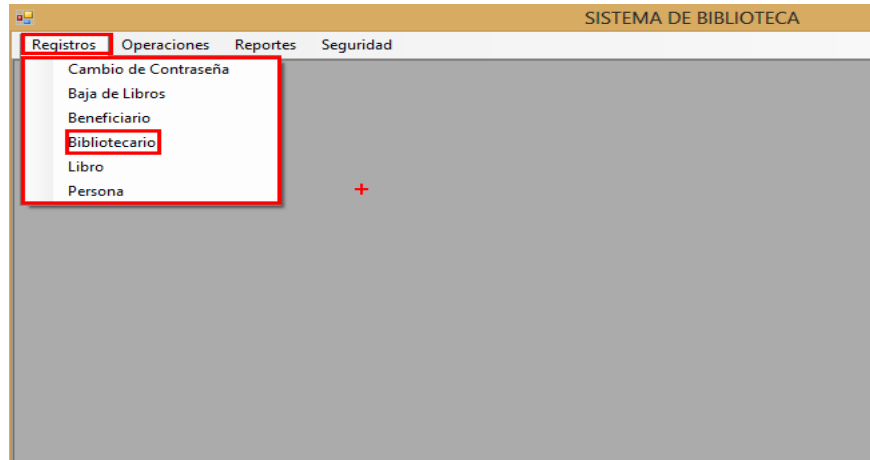 SISTEMA DE BIBLIOTECA
Registros Operaciones Reportes Seguridad
Cambio de Contraseña
Baja de Libros
Beneficiario
Bibliotecario
Libro
Persona